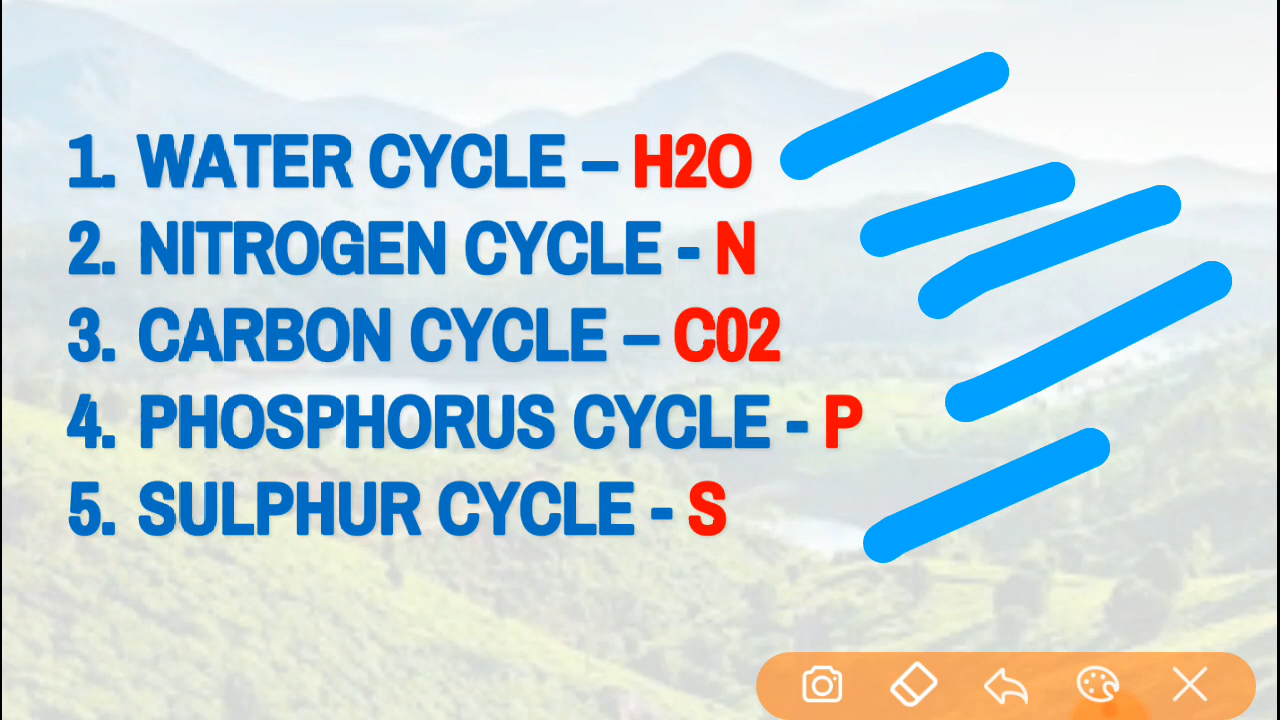 1. WATER CYCLE – H2O
2. NITROGEN CYCLE - N
3. CARBON CYCLE – C02
4. PHOSPHORUS CYCLE - P
5. SULPHUR CYCLE - S